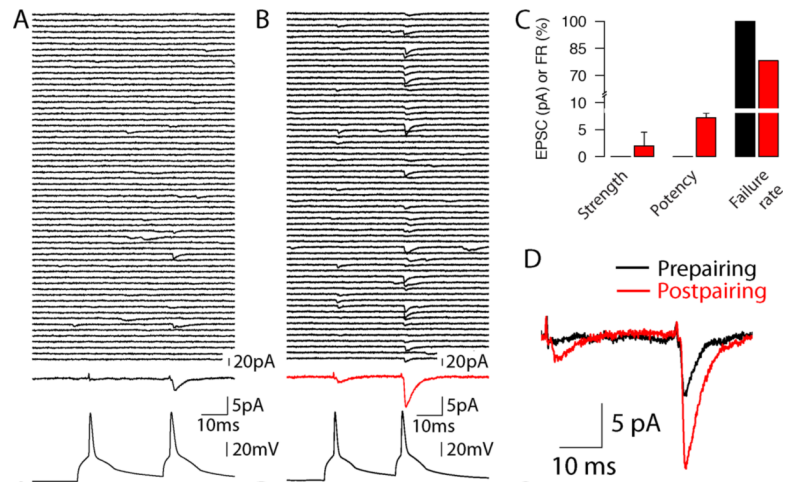 A
20pA
5pA
10ms
20mV
B
20pA
5pA
10ms
20mV
C
EPSC (pA) or FR (%)
100
85
70
10
5
0
Strength
Potency
Failure
rate
D
Prepairing
Postpairing
5 pA
10 ms